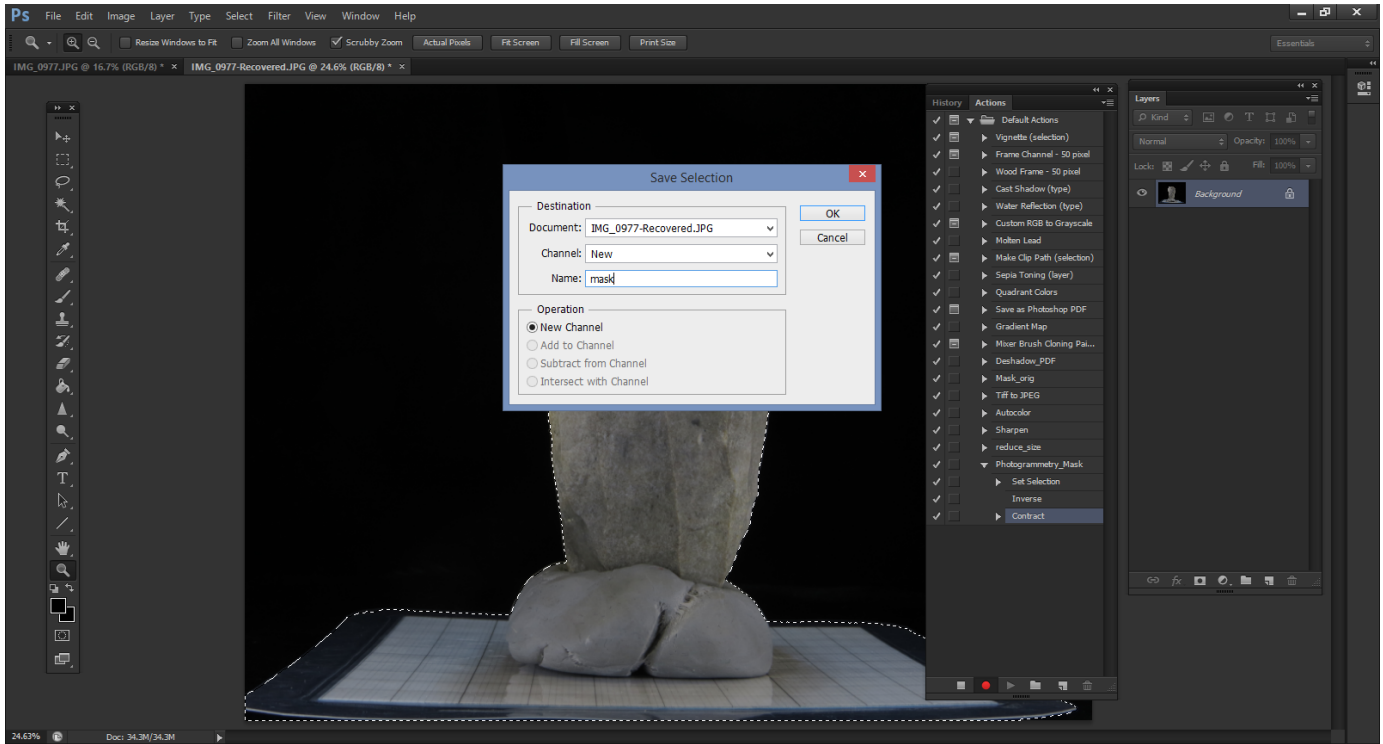 Ps File Edit Image Layer Type Select Filter View Window Help
Resize Windows to Fit Zoom All Windows Scrubby Zoom Actual Pixels Fit Screen Fill Screen Print Size Essentials
IMG_0977.JPG @ 16.7% (RGB/8) * × IMG_0977-Recovered.JPG @ 24.6% (RGB/8) * ×
Save Selection
Destination
Document: IMG_0977-Recovered.JPG
Channel: New
Name: mask
OK
Cancel
Operation
New Channel
Add to Channel
Subtract from Channel
Intersect with Channel
History Actions
Default Actions
Vignette (selection)
Frame Channel - 50 pixel
Wood Frame - 50 pixel
Cast Shadow (type)
Water Reflection (type)
Custom RGB to Grayscale
Molten Lead
Make Clip Path (selection)
Sepia Toning (layer)
Quadrant Colors
Save as Photoshop PDF
Gradient Map
Mixer Brush Cloning Pai...
Deshadow_PDF
Mask_orig
Tiff to JPEG
Autocolor
Sharpen
reduce_size
Photogrammetry_Mask
Set Selection
Inverse
Contract
Layers
Kind
Normal Opacity: 100%
Lock: Fill: 100%
Background
24.63% Doc: 34.3M/34.3M